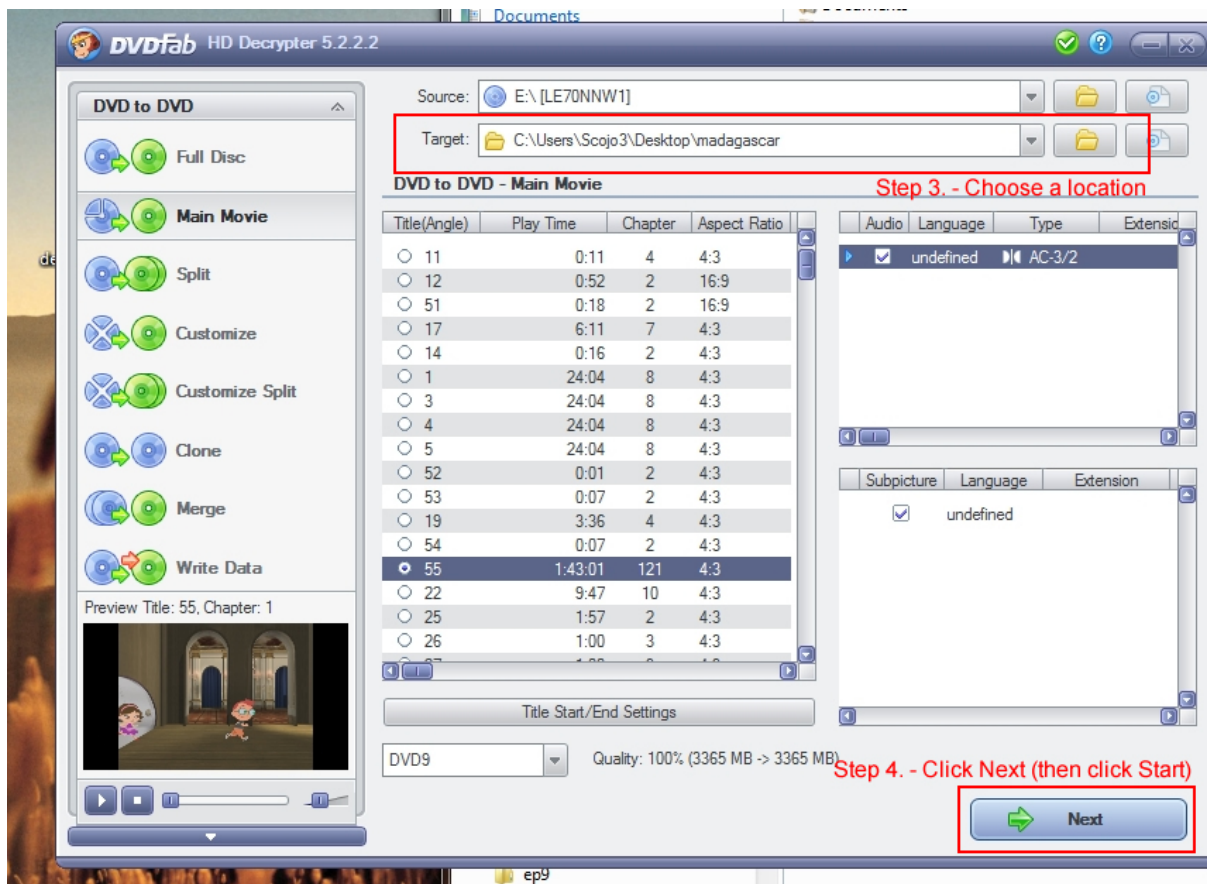 Documents
DVDFab HD Decrypter 5.2.2.2
DVD to DVD
Full Disc
Main Movie
Split
Customize
Customize Split
Clone
Merge
Write Data
Preview Title: 55, Chapter: 1
Source: E:\ [LE70NNW1]
Target: C:\Users\Scojo3\Desktop\madagascar
Step 3. - Choose a location
DVD to DVD - Main Movie
Title(Angle) Play Time Chapter Aspect Ratio
11 0:11 4 4:3
12 0:52 2 16:9
51 0:18 2 16:9
17 6:11 7 4:3
14 0:16 2 4:3
1 24:04 8 4:3
3 24:04 8 4:3
4 24:04 8 4:3
5 24:04 8 4:3
52 0:01 2 4:3
53 0:07 2 4:3
19 3:36 4 4:3
54 0:07 2 4:3
55 1:43:01 121 4:3
22 9:47 10 4:3
25 1:57 2 4:3
26 1:00 3 4:3
Title Start/End Settings
DVD9
Quality: 100% (3365 MB -> 3365 MB)
Audio Language Type Extensio
undefined AC-3/2
Subpicture Language Extension
undefined
Step 4. - Click Next (then click Start)
Next
ep9